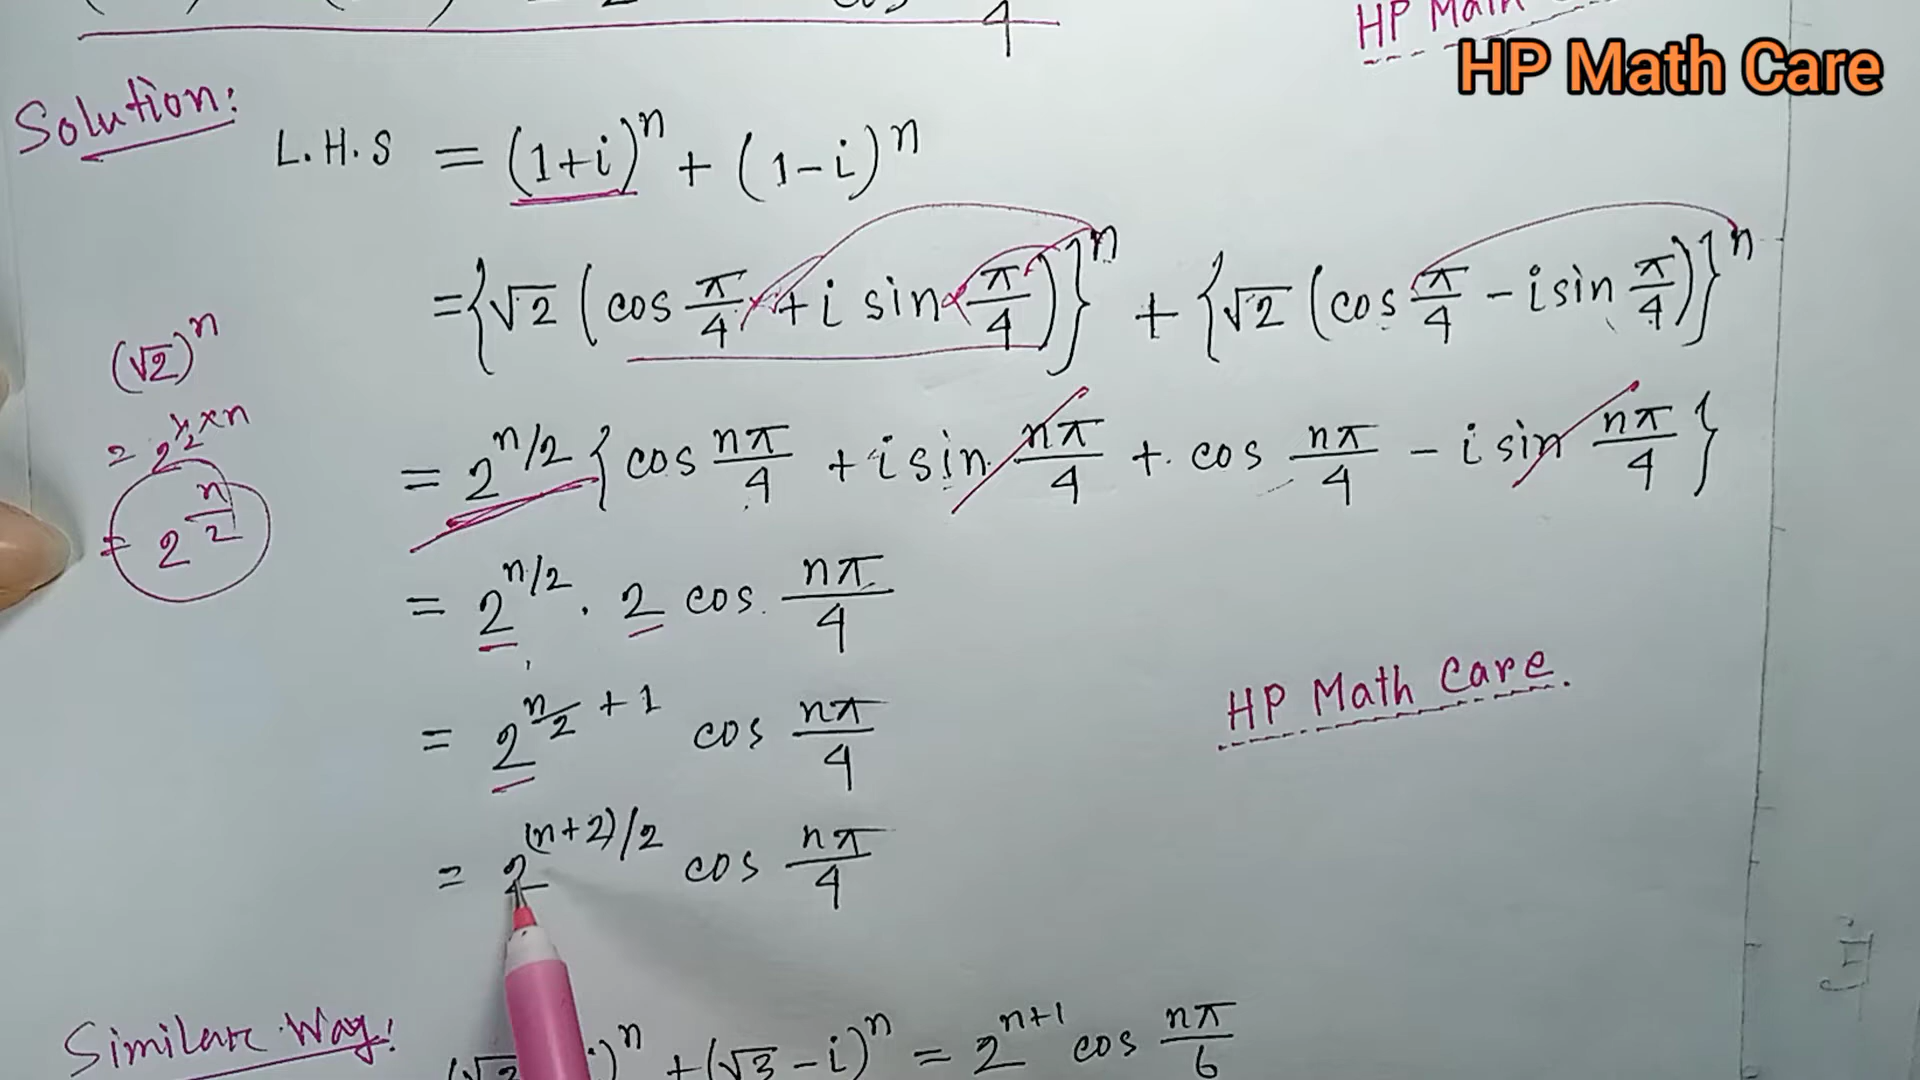 HP Math
HP Math Care
Solution:
L.H.S = (1+i)^n + (1-i)^n
= {√2 (cos π/4 + i sin π/4)}^n + {√2 (cos π/4 - i sin π/4)}^n
(√2)^n
= 2^{½×n}
= 2^{n/2}
= 2^{n/2} {cos nπ/4 + i sin nπ/4 + cos nπ/4 - i sin nπ/4}
= 2^{n/2} . 2 cos nπ/4
= 2^{n/2 + 1} cos nπ/4
HP Math Care.
= 2^{(n+2)/2} cos nπ/4
Similar Way:
)^n + (√3 - i)^n = 2^{n+1} cos nπ/6